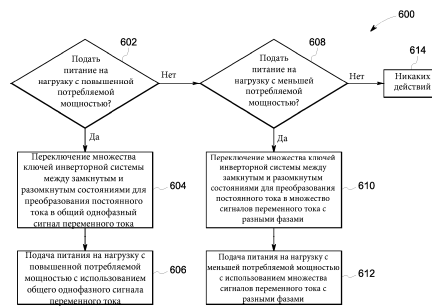 600
602
Подать
питание на
нагрузку с повышенной
потребляемой
мощностью?
Нет
608
Подать
питание на
нагрузку с меньшей
потребляемой
мощностью?
Нет
614
Никаких
действий
Да
Переключение множества
ключей инверторной системы
между замкнутым и
разомкнутым состояниями для
преобразования постоянного
тока в общий однофазный
сигнал переменного тока
604
Подача питания на нагрузку с
повышенной потребляемой
мощностью с использованием
общего однофазного сигнала
переменного тока
606
Да
Переключение множества ключей
инверторной системы между замкнутым
и разомкнутым состояниями для преобразования
постоянного тока в множество
сигналов переменного тока с
разными фазами
610
Подача питания на нагрузку с
меньшей потребляемой мощностью
с использованием множества
сигналов переменного тока с
разными фазами
612